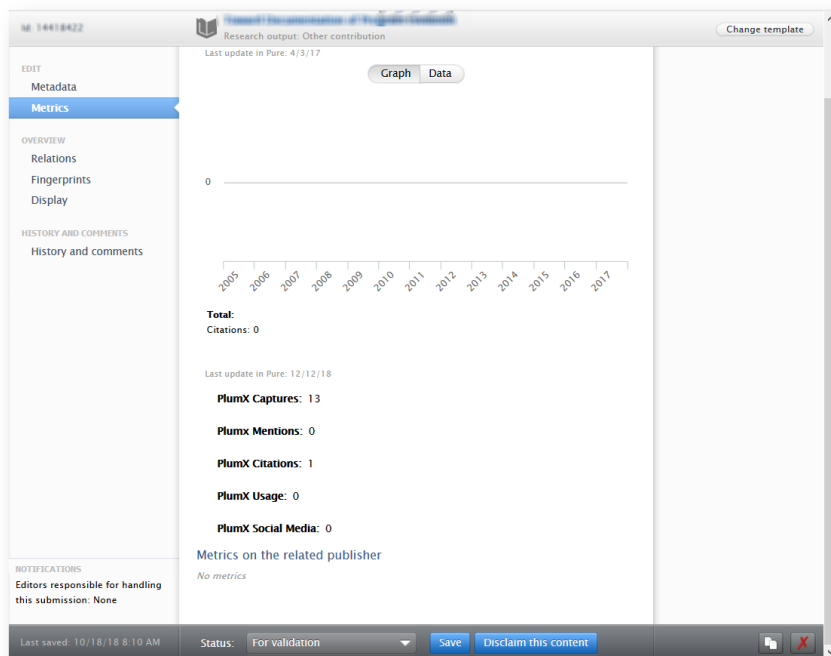 Id: 14418422
Toward Documentation of Program
Research output: Other contribution
Change template
EDIT
Metadata
Metrics
OVERVIEW
Relations
Fingerprints
Display
HISTORY AND COMMENTS
History and comments
NOTIFICATIONS
Editors responsible for handling
this submission: None
Last update in Pure: 4/3/17
Graph Data
0
2005 2006 2007 2008 2009 2010 2011 2012 2013 2014 2015 2016 2017
Total:
Citations: 0
Last update in Pure: 12/12/18
PlumX Captures: 13
Plumx Mentions: 0
PlumX Citations: 1
PlumX Usage: 0
PlumX Social Media: 0
Metrics on the related publisher
No metrics
Last saved: 10/18/18 8:10 AM
Status: For validation Save Disclaim this content